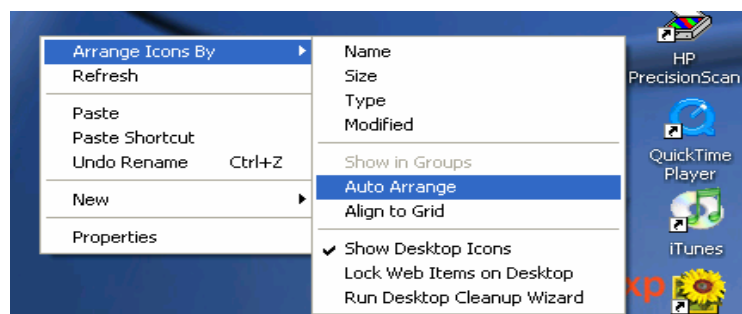 Arrange Icons By
Refresh
Paste
Paste Shortcut
Undo Rename Ctrl+Z
New
Properties
Name
Size
Type
Modified
Show in Groups
Auto Arrange
Align to Grid
Show Desktop Icons
Lock Web Items on Desktop
Run Desktop Cleanup Wizard
HP
PrecisionScan
QuickTime
Player
iTunes
xp